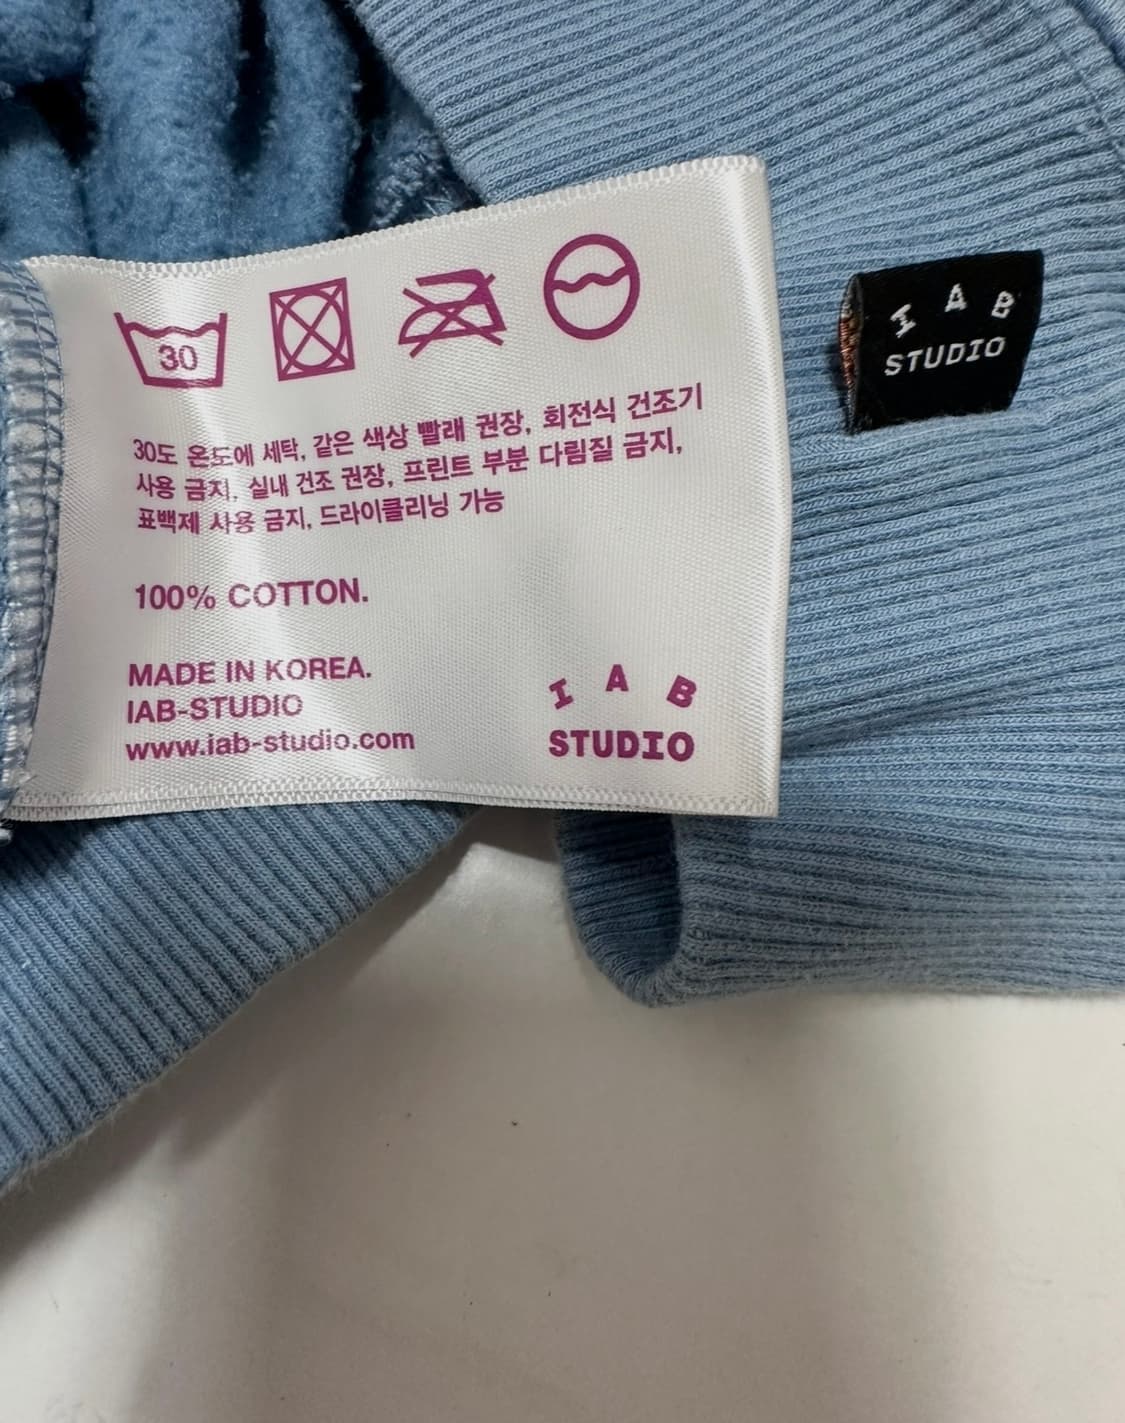 30
30도 온도에 세탁, 같은 색상 빨래 권장, 회전식 건조기
사용 금지, 실내 건조 권장, 프린트 부분 다림질 금지,
표백제 사용 금지, 드라이클리닝 가능
100% COTTON.
MADE IN KOREA.
IAB-STUDIO
www.iab-studio.com
I A B
STUDIO
I A B
STUDIO